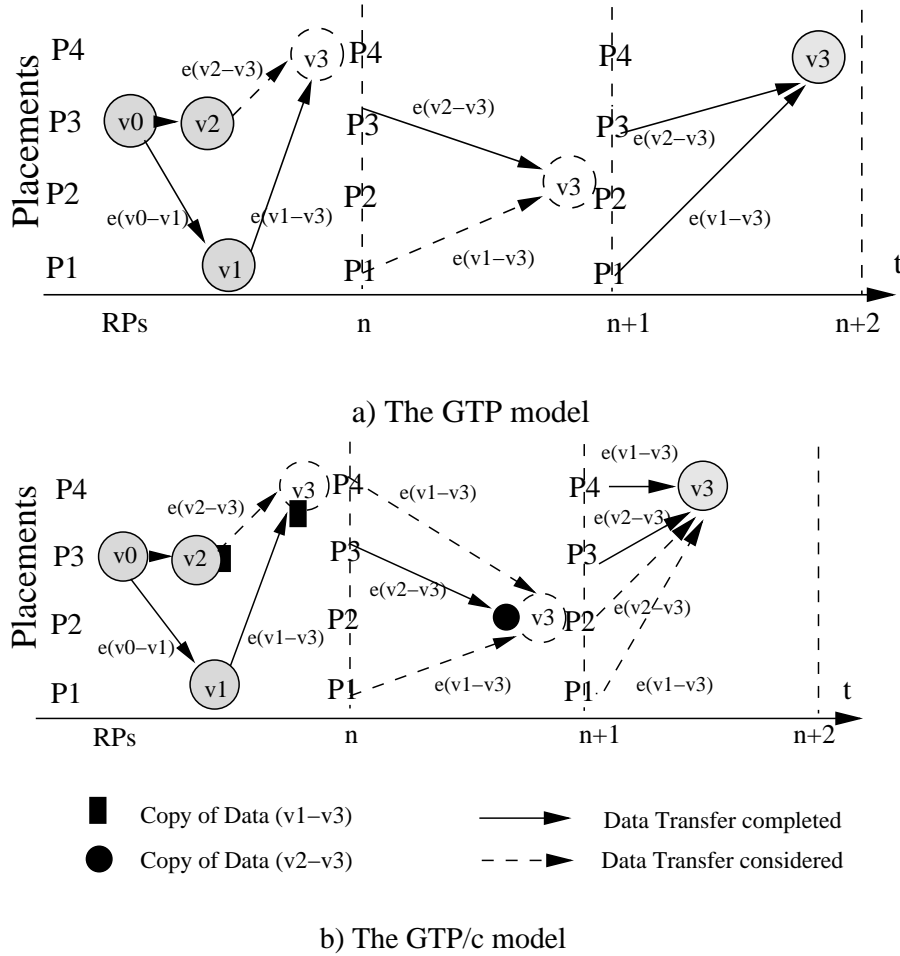 Placements
P4
P3
P2
P1
v0
v2
v3
v1
e(v2−v3)
e(v0−v1)
e(v1−v3)
P4
P3
P2
P1
e(v2−v3)
v3
e(v1−v3)
P4
P3
P2
P1
v3
e(v2−v3)
e(v1−v3)
t
RPs
n
n+1
n+2
a) The GTP model
Placements
P4
P3
P2
P1
v0
v2
v3
v1
e(v2−v3)
e(v0−v1)
e(v1−v3)
P4
P3
P2
P1
e(v1−v3)
e(v2−v3)
v3
e(v1−v3)
P4
P3
P2
P1
e(v1−v3)
v3
e(v2−v3)
e(v2−v3)
e(v1−v3)
t
RPs
n
n+1
n+2
Copy of Data (v1−v3)
Data Transfer completed
Copy of Data (v2−v3)
Data Transfer considered
b) The GTP/c model